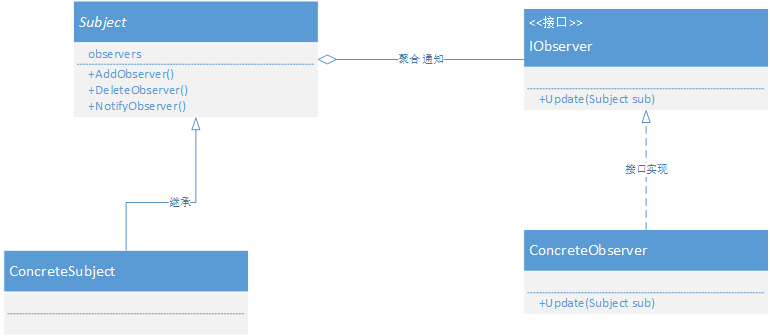 Subject
observers
+AddObserver()
+DeleteObserver()
+NotifyObserver()
聚合 通知
<<接口>>
IObserver
+Update(Subject sub)
继承
接口实现
ConcreteSubject
ConcreteObserver
+Update(Subject sub)